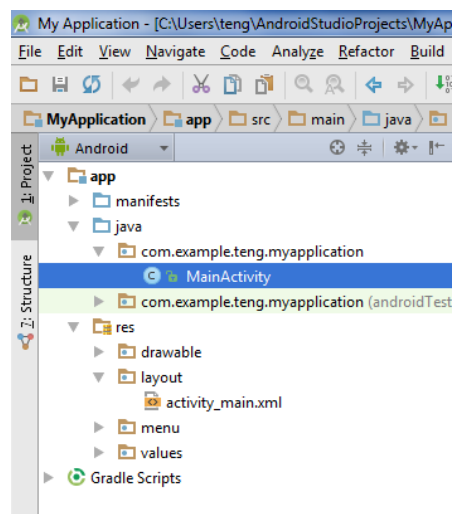 My Application - [C:\Users\teng\AndroidStudioProjects\MyAp
File Edit View Navigate Code Analyze Refactor Build
MyApplication app src main java
1: Project
Android
app
manifests
java
com.example.teng.myapplication
MainActivity
com.example.teng.myapplication (androidTest
7: Structure
res
drawable
layout
activity_main.xml
menu
values
Gradle Scripts